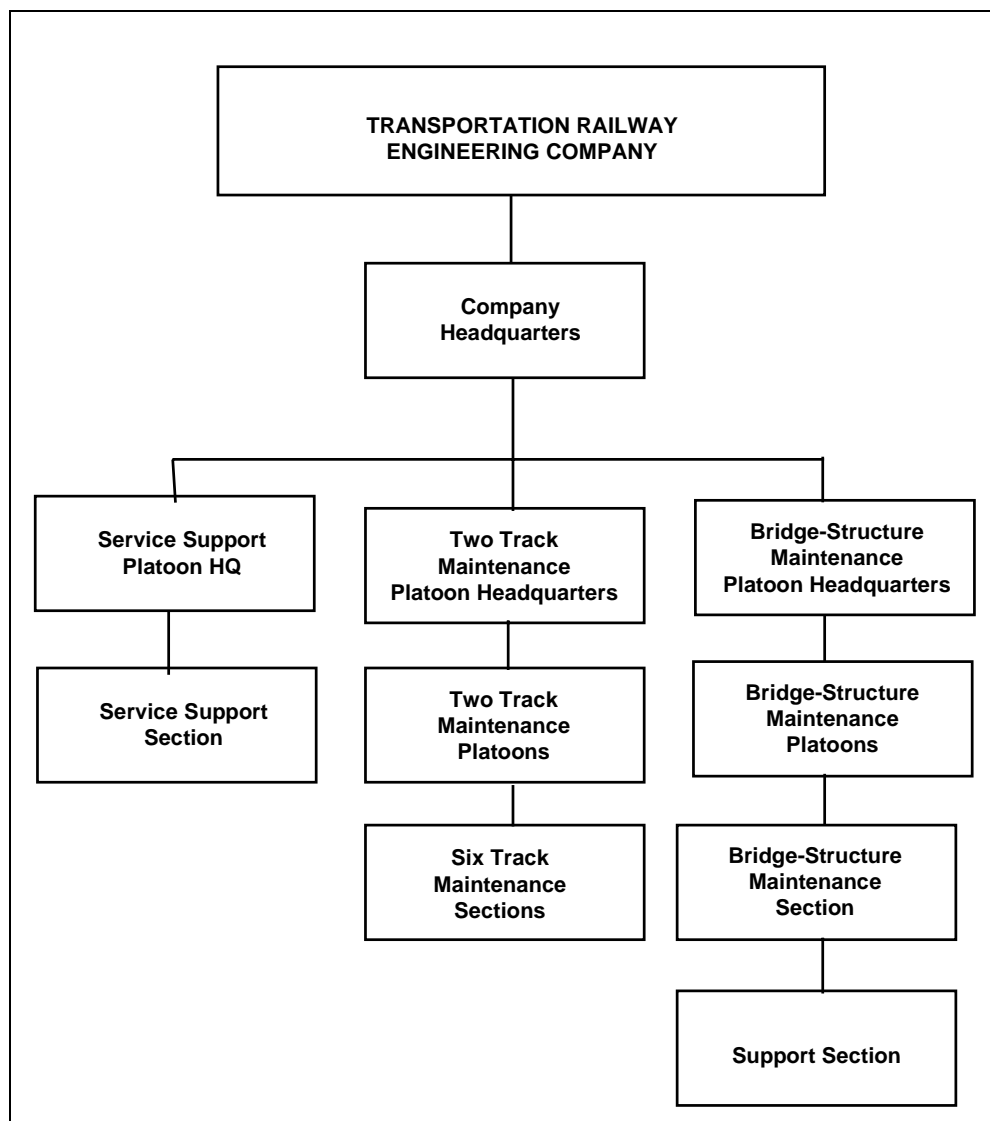 TRANSPORTATION RAILWAY
ENGINEERING COMPANY
Company
Headquarters
Service Support
Platoon HQ
Two Track
Maintenance
Platoon Headquarters
Bridge-Structure
Maintenance
Platoon Headquarters
Service Support
Section
Two Track
Maintenance
Platoons
Bridge-Structure
Maintenance
Platoons
Six Track
Maintenance
Sections
Bridge-Structure
Maintenance
Section
Support Section